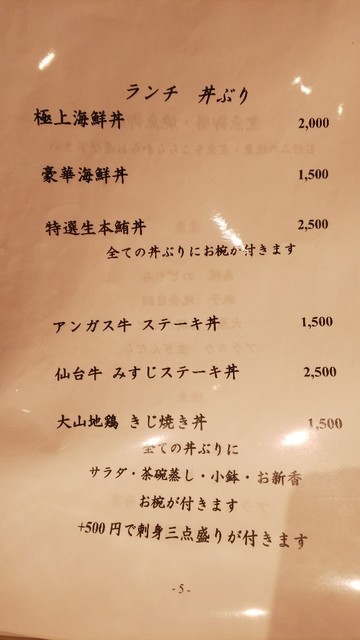 ランチ 丼ぶり
極上海鮮丼 2,000
豪華海鮮丼 1,500
特選生本鮪丼 2,500
全ての丼ぶりにお椀が付きます
アンガス牛 ステーキ丼 1,500
仙台牛 みすじステーキ丼 2,500
大山地鶏 きじ焼き丼 1,500
全ての丼ぶりに
サラダ・茶碗蒸し・小鉢・お新香
お椀が付きます
+500円で刺身三点盛りが付きます
-5-